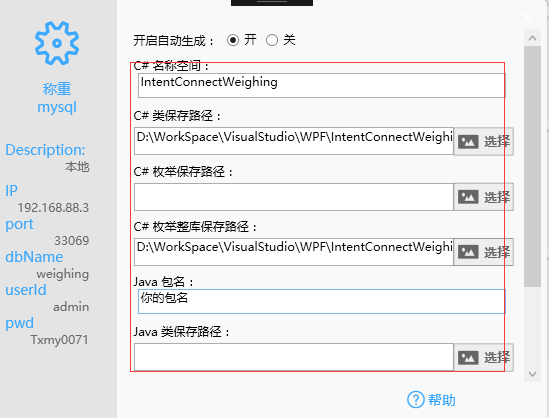 称重
mysql
Description:
本地
IP
192.168.88.3
port
33069
dbName
weighing
userId
admin
pwd
Txmy0071
开启自动生成： 开 关
C# 名称空间：
IntentConnectWeighing
C# 类保存路径：
D:\WorkSpace\VisualStudio\WPF\IntentConnectWeighi 选择
C# 枚举保存路径：
选择
C# 枚举整库保存路径：
D:\WorkSpace\VisualStudio\WPF\IntentConnectWeighi 选择
Java 包名：
你的包名
Java 类保存路径：
选择
帮助